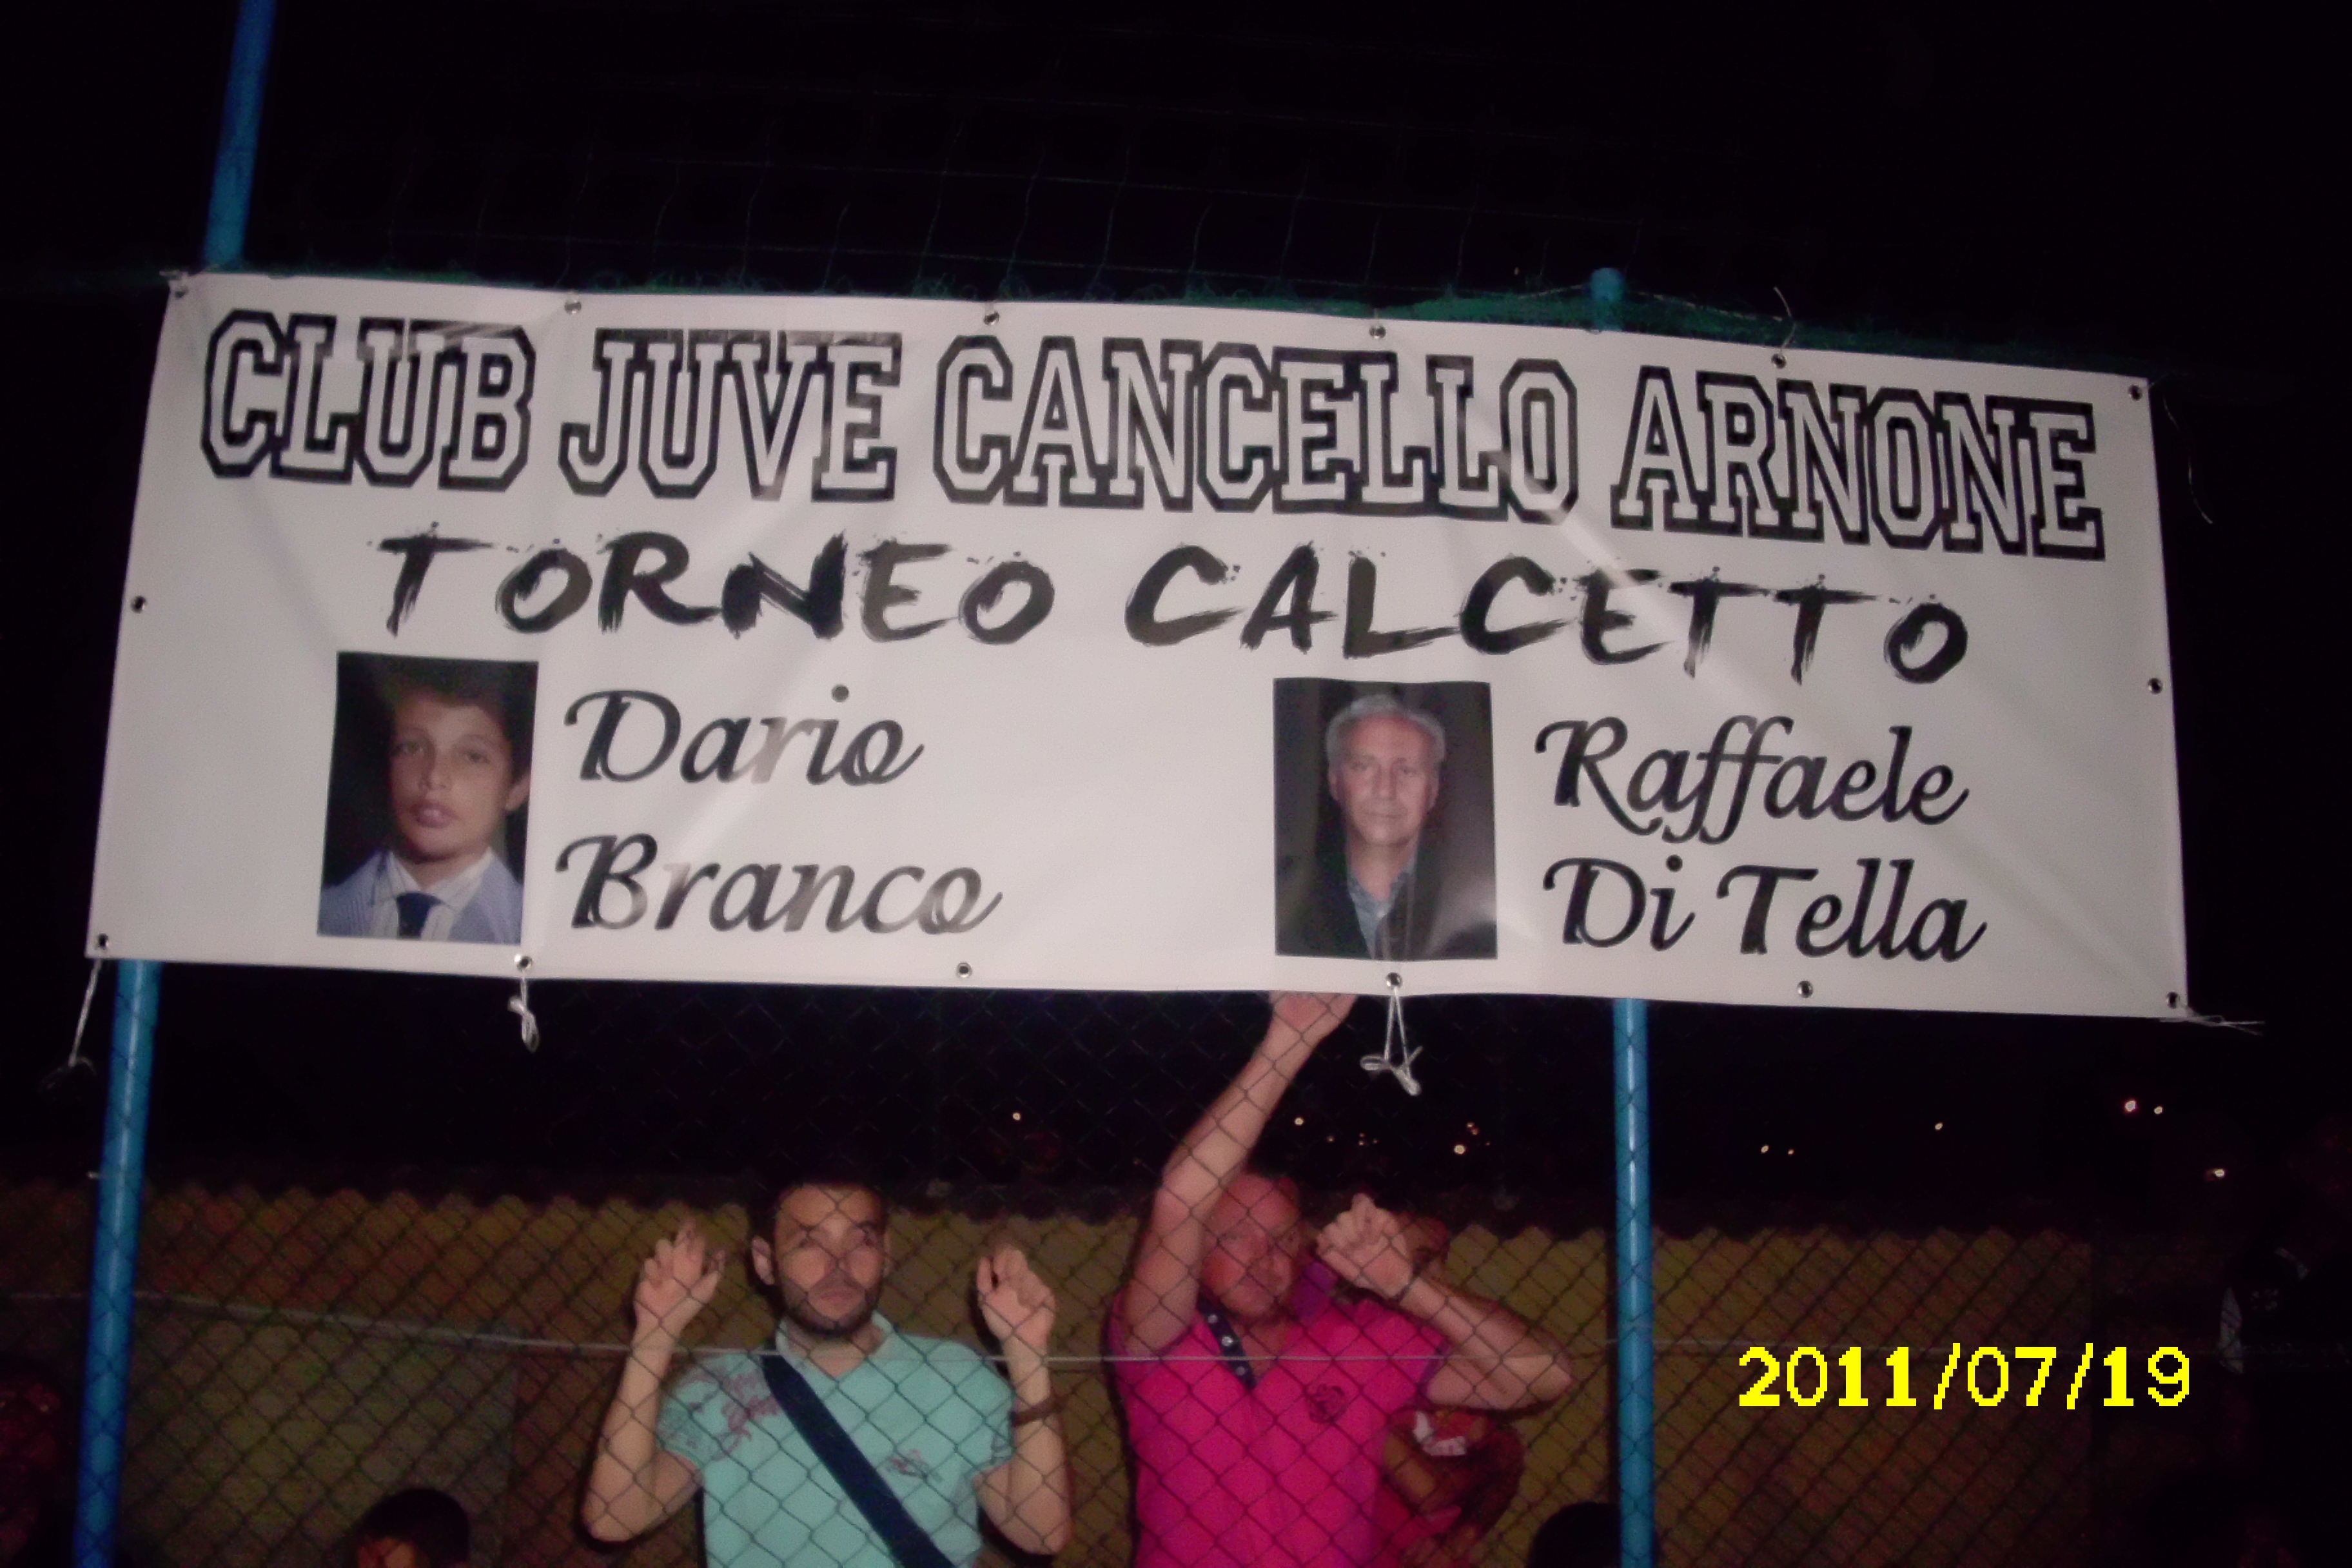 CLUB JUVE CANCELLO ARNONE
TORNEO CALCETTO
Dario
Branco
Raffaele
Di Tella
2011/07/19